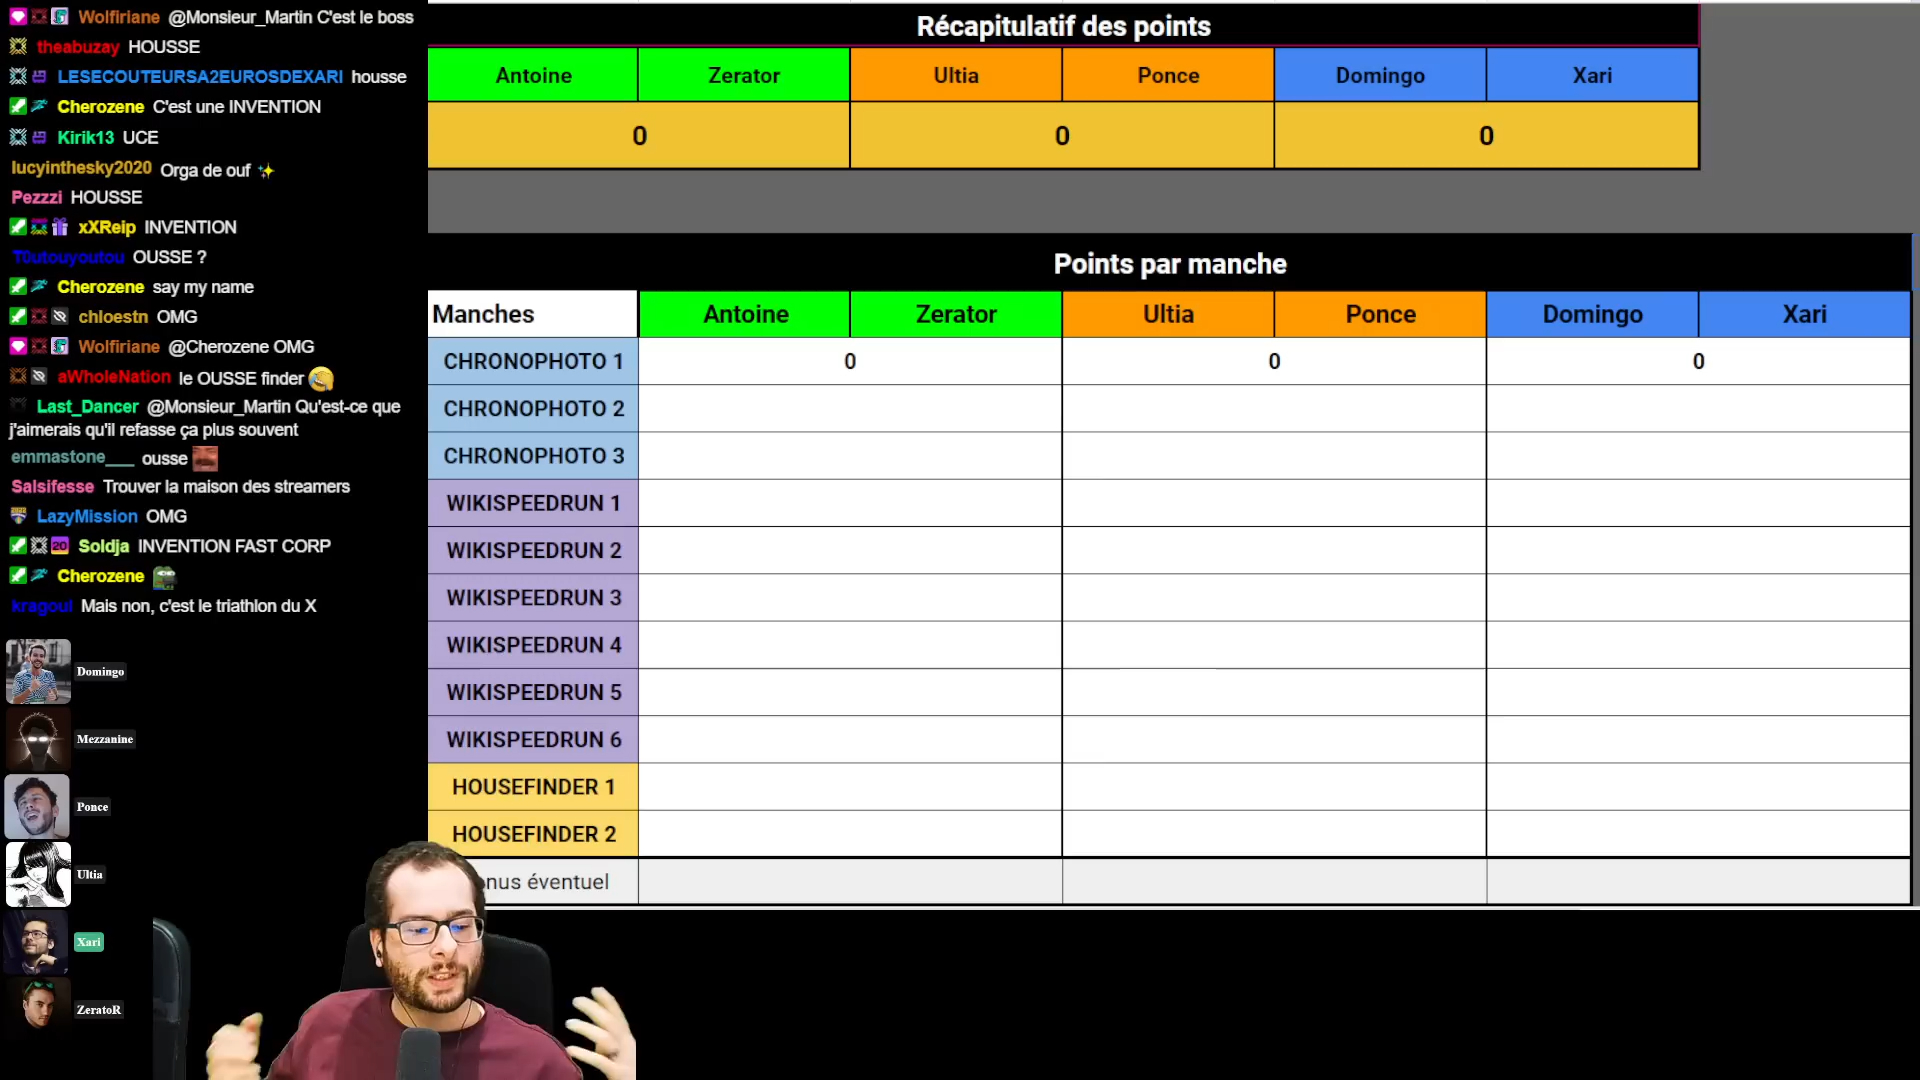 Wolfiriane @Monsieur_Martin C'est le boss
theabuzay HOUSSE
LESECOUTEURSA2EUROSDEXARI housse
Cherozene C'est une INVENTION
Kirik13 UCE
lucyinthesky2020 Orga de ouf
Pezzzi HOUSSE
xXReip INVENTION
T0utouyoutou OUSSE ?
Cherozene say my name
chloestn OMG
Wolfiriane @Cherozene OMG
aWholeNation le OUSSE finder
Last_Dancer @Monsieur_Martin Qu'est-ce que
j'aimerais qu'il refasse ça plus souvent
emmastone___ ousse
Salsifesse Trouver la maison des streamers
LazyMission OMG
20 Soldja INVENTION FAST CORP
Cherozene
kragoul Mais non, c'est le triathlon du X
Domingo
Mezzanine
Ponce
Ultia
Xari
ZeratoR
Récapitulatif des points
Antoine Zerator Ultia Ponce Domingo Xari
0 0 0
Points par manche
Manches Antoine Zerator Ultia Ponce Domingo Xari
CHRONOPHOTO 1 0 0 0
CHRONOPHOTO 2
CHRONOPHOTO 3
WIKISPEEDRUN 1
WIKISPEEDRUN 2
WIKISPEEDRUN 3
WIKISPEEDRUN 4
WIKISPEEDRUN 5
WIKISPEEDRUN 6
HOUSEFINDER 1
HOUSEFINDER 2
onus éventuel